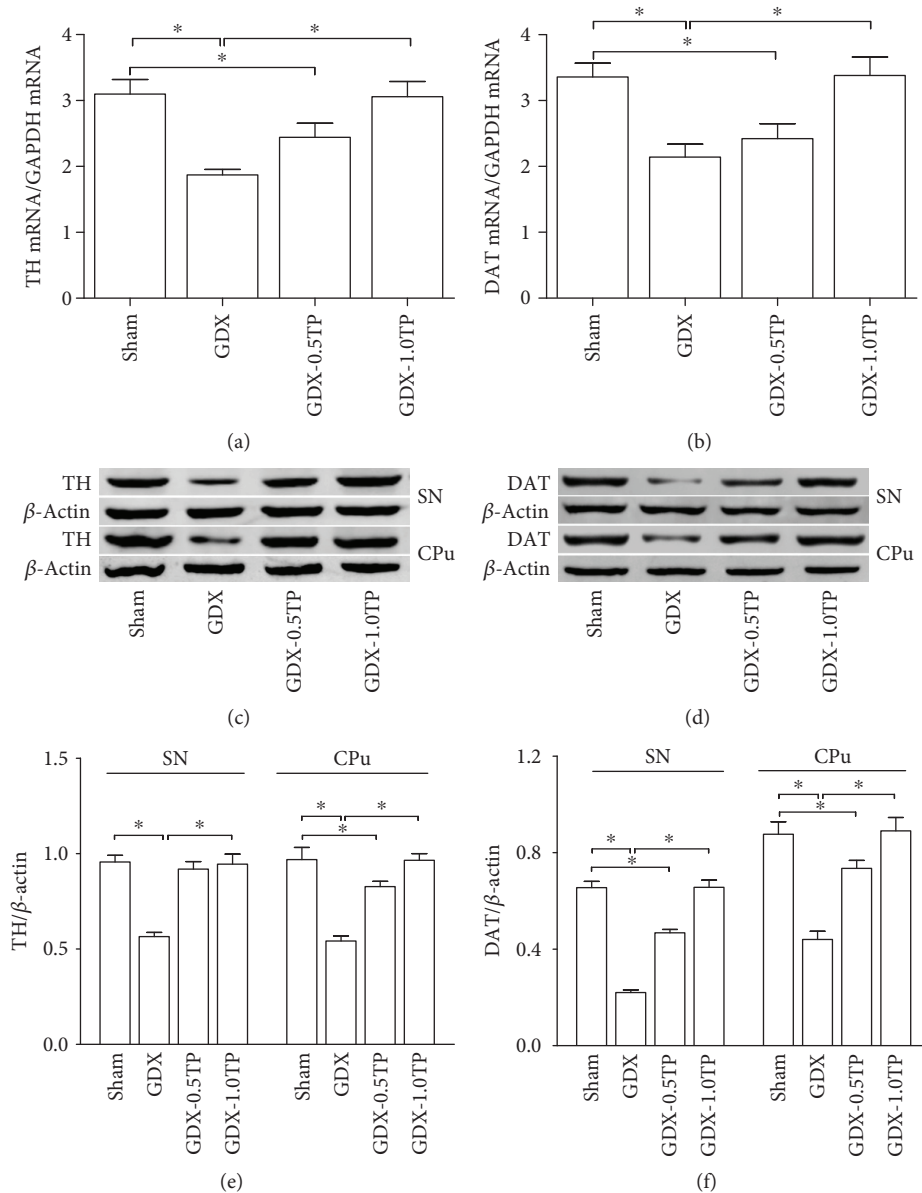 * *
*
4
3
2
1
0
TH mRNA/GAPDH mRNA
Sham
GDX
GDX-0.5TP
GDX-1.0TP
(a)
* *
*
4
3
2
1
0
DAT mRNA/GAPDH mRNA
Sham
GDX
GDX-0.5TP
GDX-1.0TP
(b)
TH
β-Actin
SN
TH
β-Actin
CPu
Sham
GDX
GDX-0.5TP
GDX-1.0TP
(c)
DAT
β-Actin
SN
DAT
β-Actin
CPu
Sham
GDX
GDX-0.5TP
GDX-1.0TP
(d)
1.5
1.0
0.5
0.0
TH/β-actin
SN
* *
CPu
* *
*
Sham
GDX
GDX-0.5TP
GDX-1.0TP
Sham
GDX
GDX-0.5TP
GDX-1.0TP
(e)
1.2
0.8
0.4
0.0
DAT/β-actin
SN
* *
*
CPu
* *
*
Sham
GDX
GDX-0.5TP
GDX-1.0TP
Sham
GDX
GDX-0.5TP
GDX-1.0TP
(f)